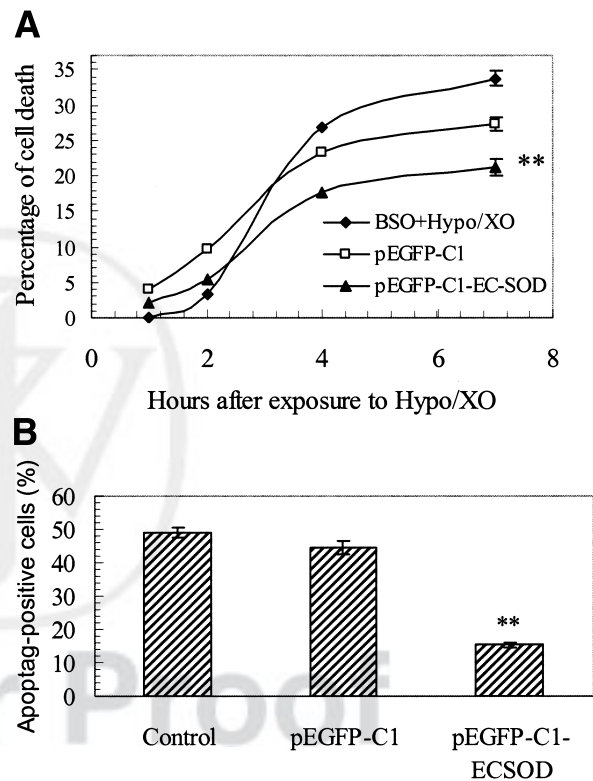 A
Percentage of cell death
35
30
25
20
15
10
5
0
**
BSO+Hypo/XO
pEGFP-C1
pEGFP-C1-EC-SOD
0 2 4 6 8
Hours after exposure to Hypo/XO
B
Apoptag-positive cells (%)
60
50
40
30
20
10
0
**
Control pEGFP-C1 pEGFP-C1-
ECSOD
Proof